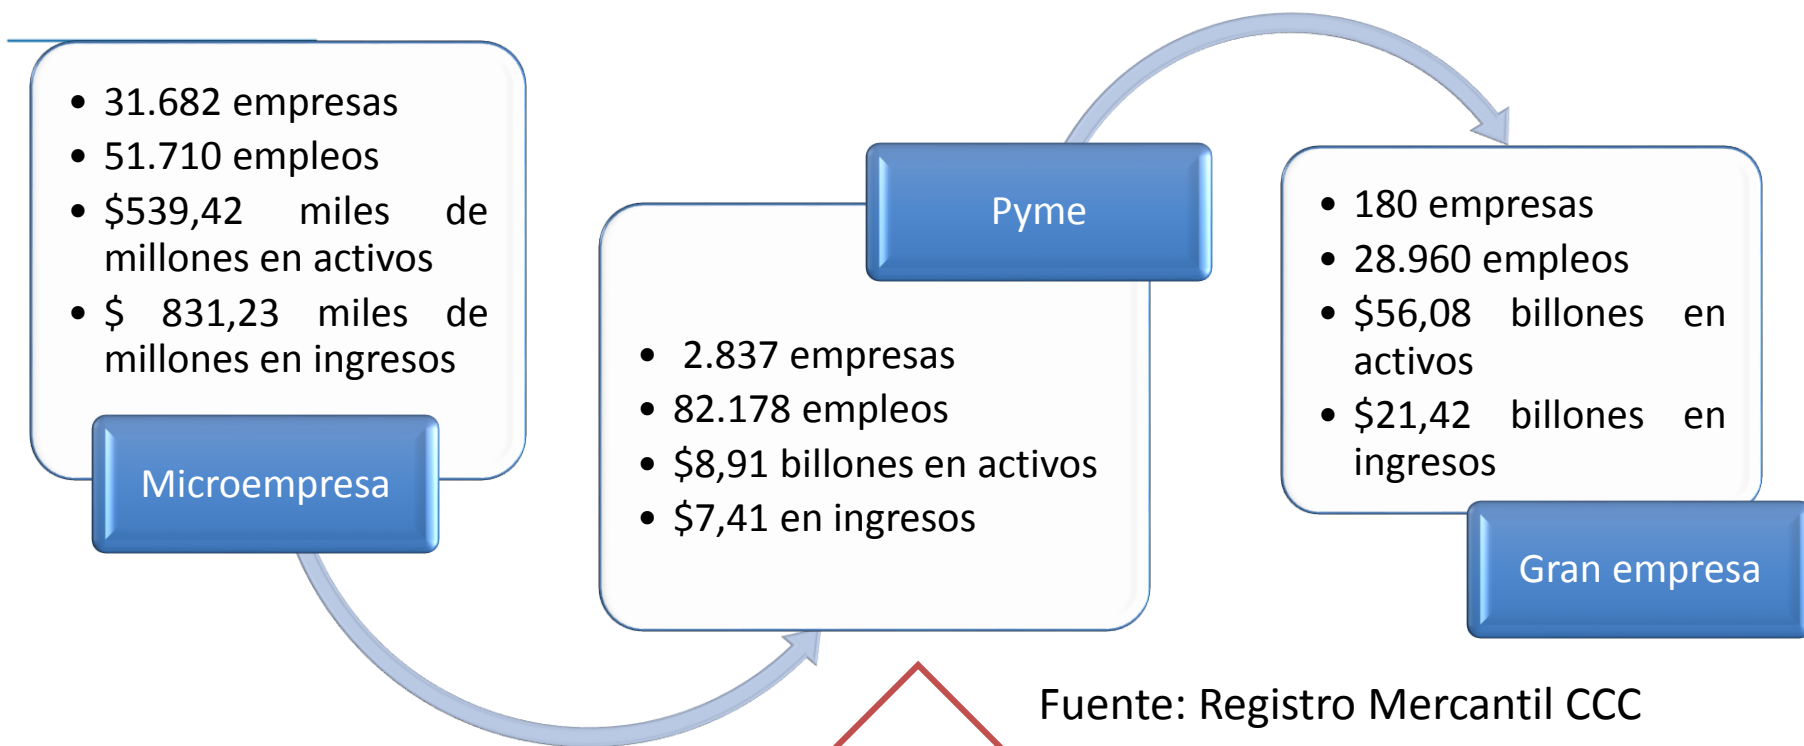 • 31.682 empresas
• 51.710 empleos
• $539,42 miles de
millones en activos
• $ 831,23 miles de
millones en ingresos
Microempresa
Pyme
• 2.837 empresas
• 82.178 empleos
• $8,91 billones en activos
• $7,41 en ingresos
• 180 empresas
• 28.960 empleos
• $56,08 billones en
activos
• $21,42 billones en
ingresos
Gran empresa
Fuente: Registro Mercantil CCC